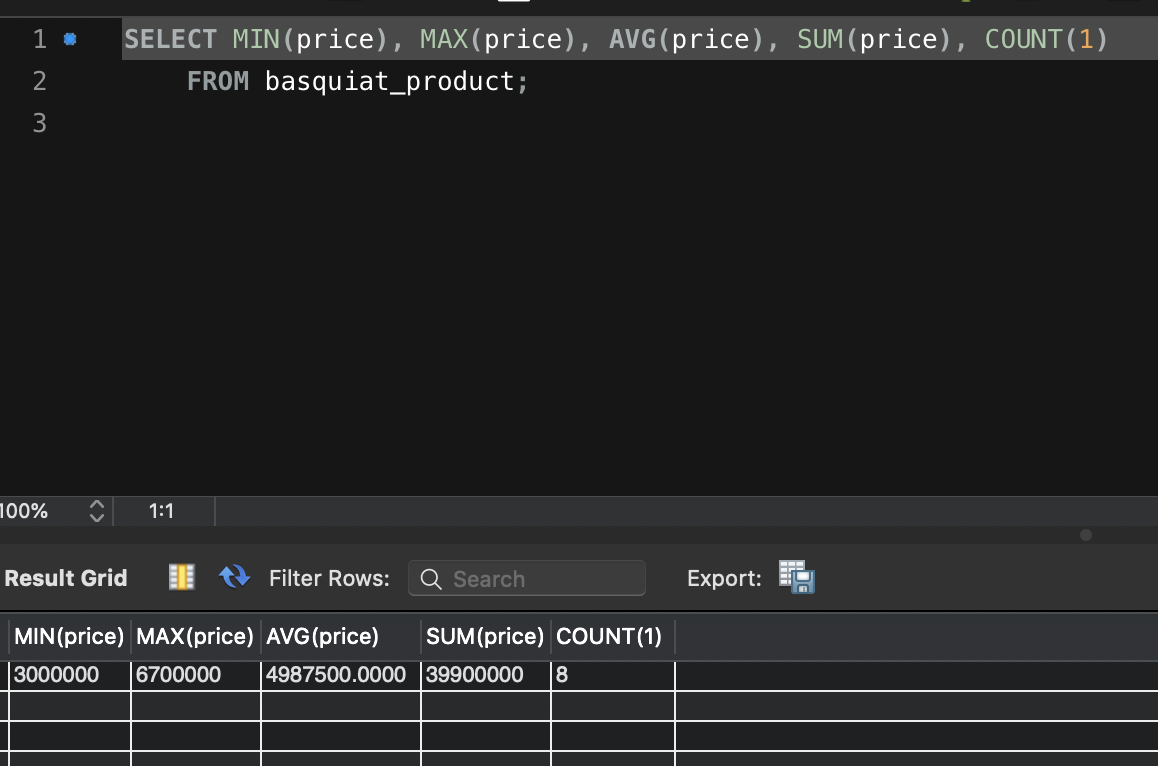 1 SELECT MIN(price), MAX(price), AVG(price), SUM(price), COUNT(1)
2 FROM basquiat_product;
3
100% 1:1
Result Grid Filter Rows: Search Export:
MIN(price) MAX(price) AVG(price) SUM(price) COUNT(1)
3000000 6700000 4987500.0000 39900000 8